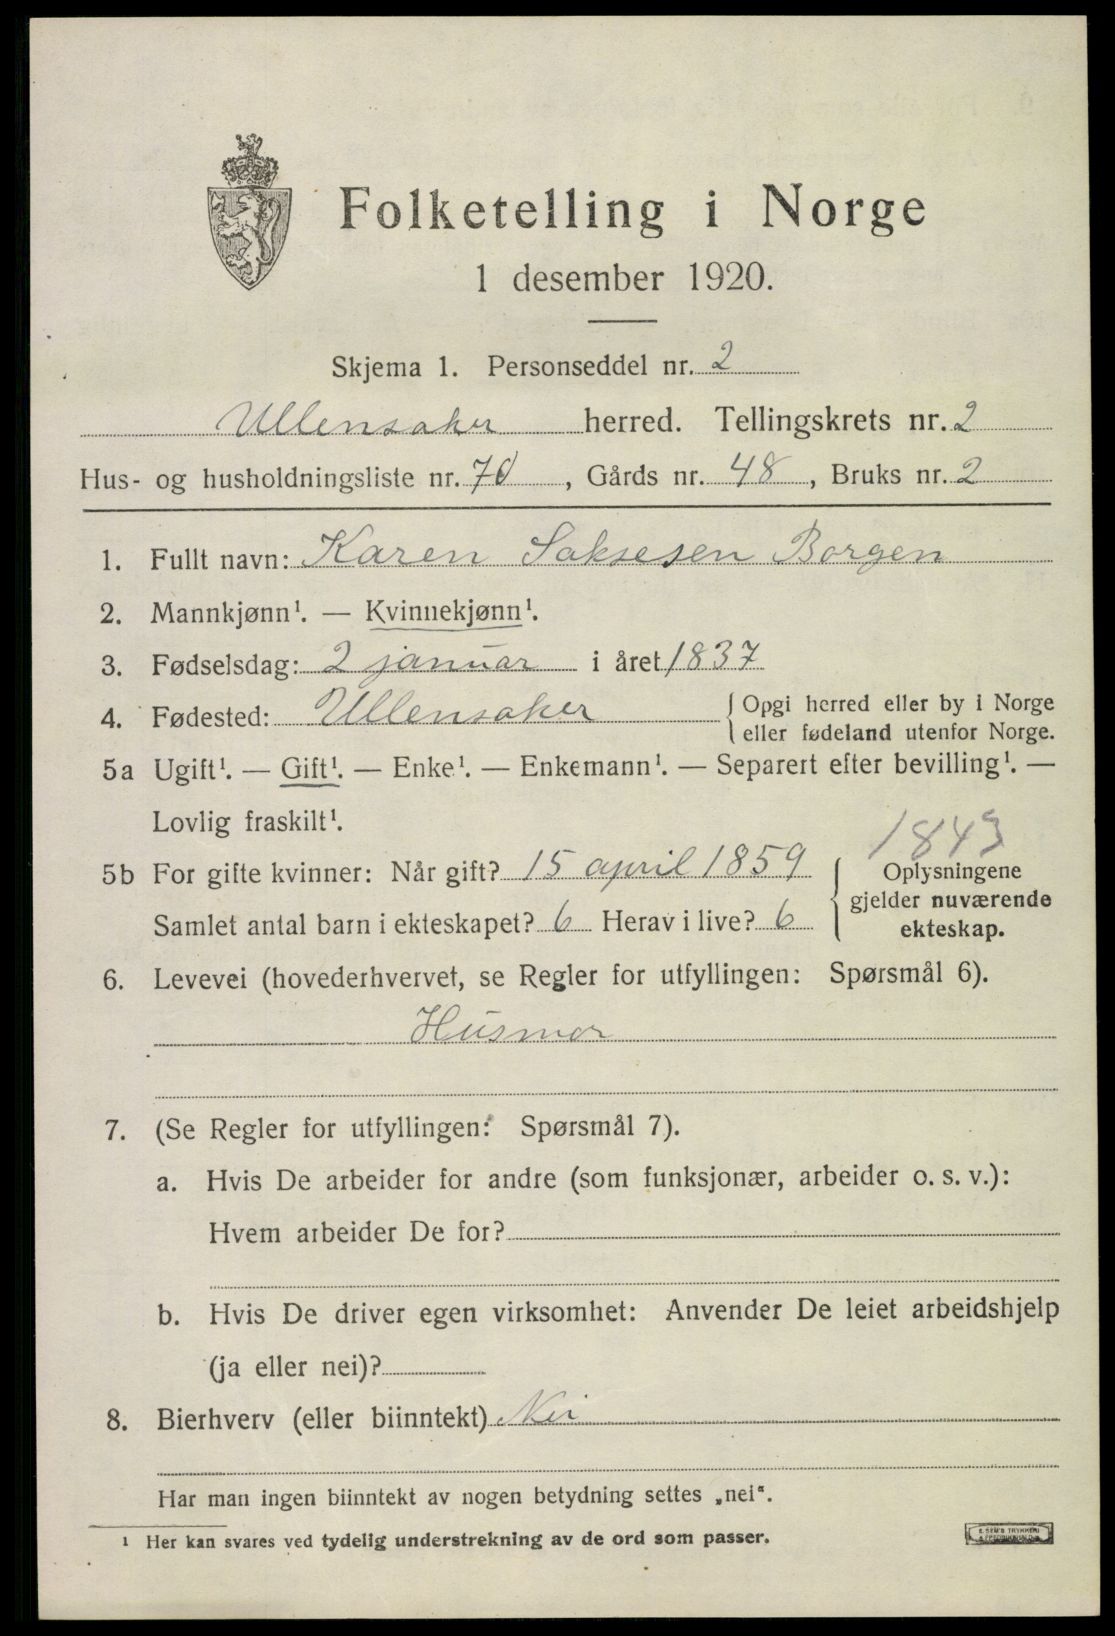 Folketelling i Norge
1 desember 1920.
Skjema 1. Personseddel nr. 2
Ullensaker herred. Tellingskrets nr. 2
Hus- og husholdningsliste nr. 70, Gårds nr. 48, Bruks nr. 2
1. Fullt navn: Karen Saksesen Borgen
2. Mannkjønn¹. — Kvinnekjønn¹.
3. Fødselsdag: 2 januar i året 1837
4. Fødested: Ullensaker { Opgi herred eller by i Norge
eller fødeland utenfor Norge.
5a Ugift¹. — Gift¹. — Enke¹. — Enkemann¹. — Separert efter bevilling¹. —
Lovlig fraskilt¹.
1843
5b For gifte kvinner: Når gift? 15 april 1859 { Oplysningene
gjelder nuværende
Samlet antal barn i ekteskapet? 6 Herav i live? 6 ekteskap.
6. Levevei (hovederhvervet, se Regler for utfyllingen: Spørsmål 6).
Husmor
7. (Se Regler for utfyllingen: Spørsmål 7).
a. Hvis De arbeider for andre (som funksjonær, arbeider o. s. v.):
Hvem arbeider De for?
b. Hvis De driver egen virksomhet: Anvender De leiet arbeidshjelp
(ja eller nei)?
8. Bierhverv (eller biinntekt) Nei
Har man ingen biinntekt av nogen betydning settes „nei“.
¹ Her kan svares ved tydelig understrekning av de ord som passer.